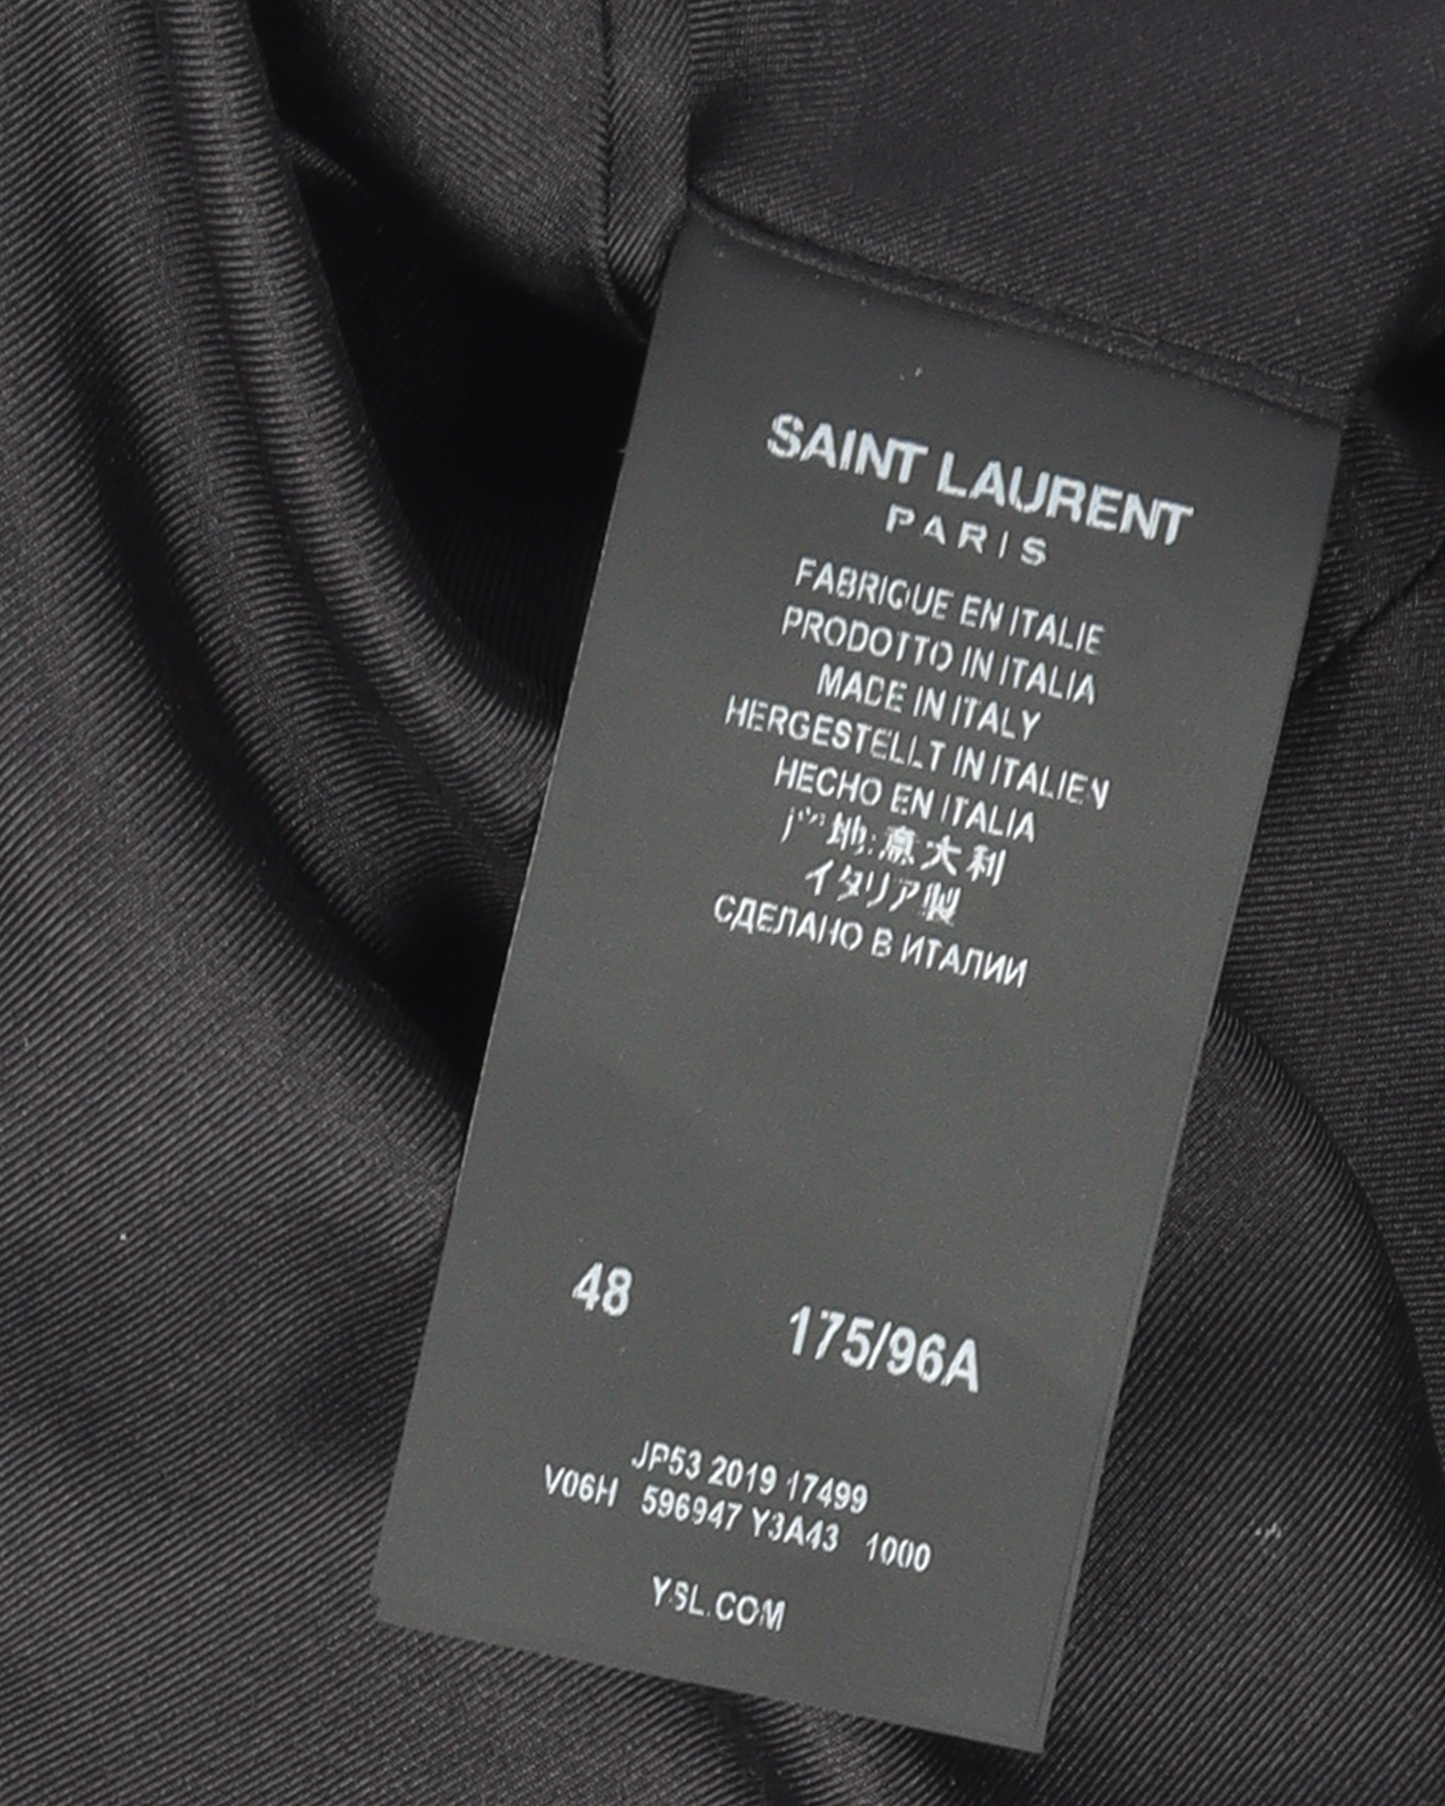 SAINT LAURENT
PARIS
FABRIQUE EN ITALIE
PRODOTTO IN ITALIA
MADE IN ITALY
HERGESTELLT IN ITALIEN
HECHO EN ITALIA
产地:意大利
イタリア製
СДЕЛАНО В ИТАЛИИ
48 175/96A
JP53 2019 17499
V06H 596947 Y3A43 1000
YSL.COM